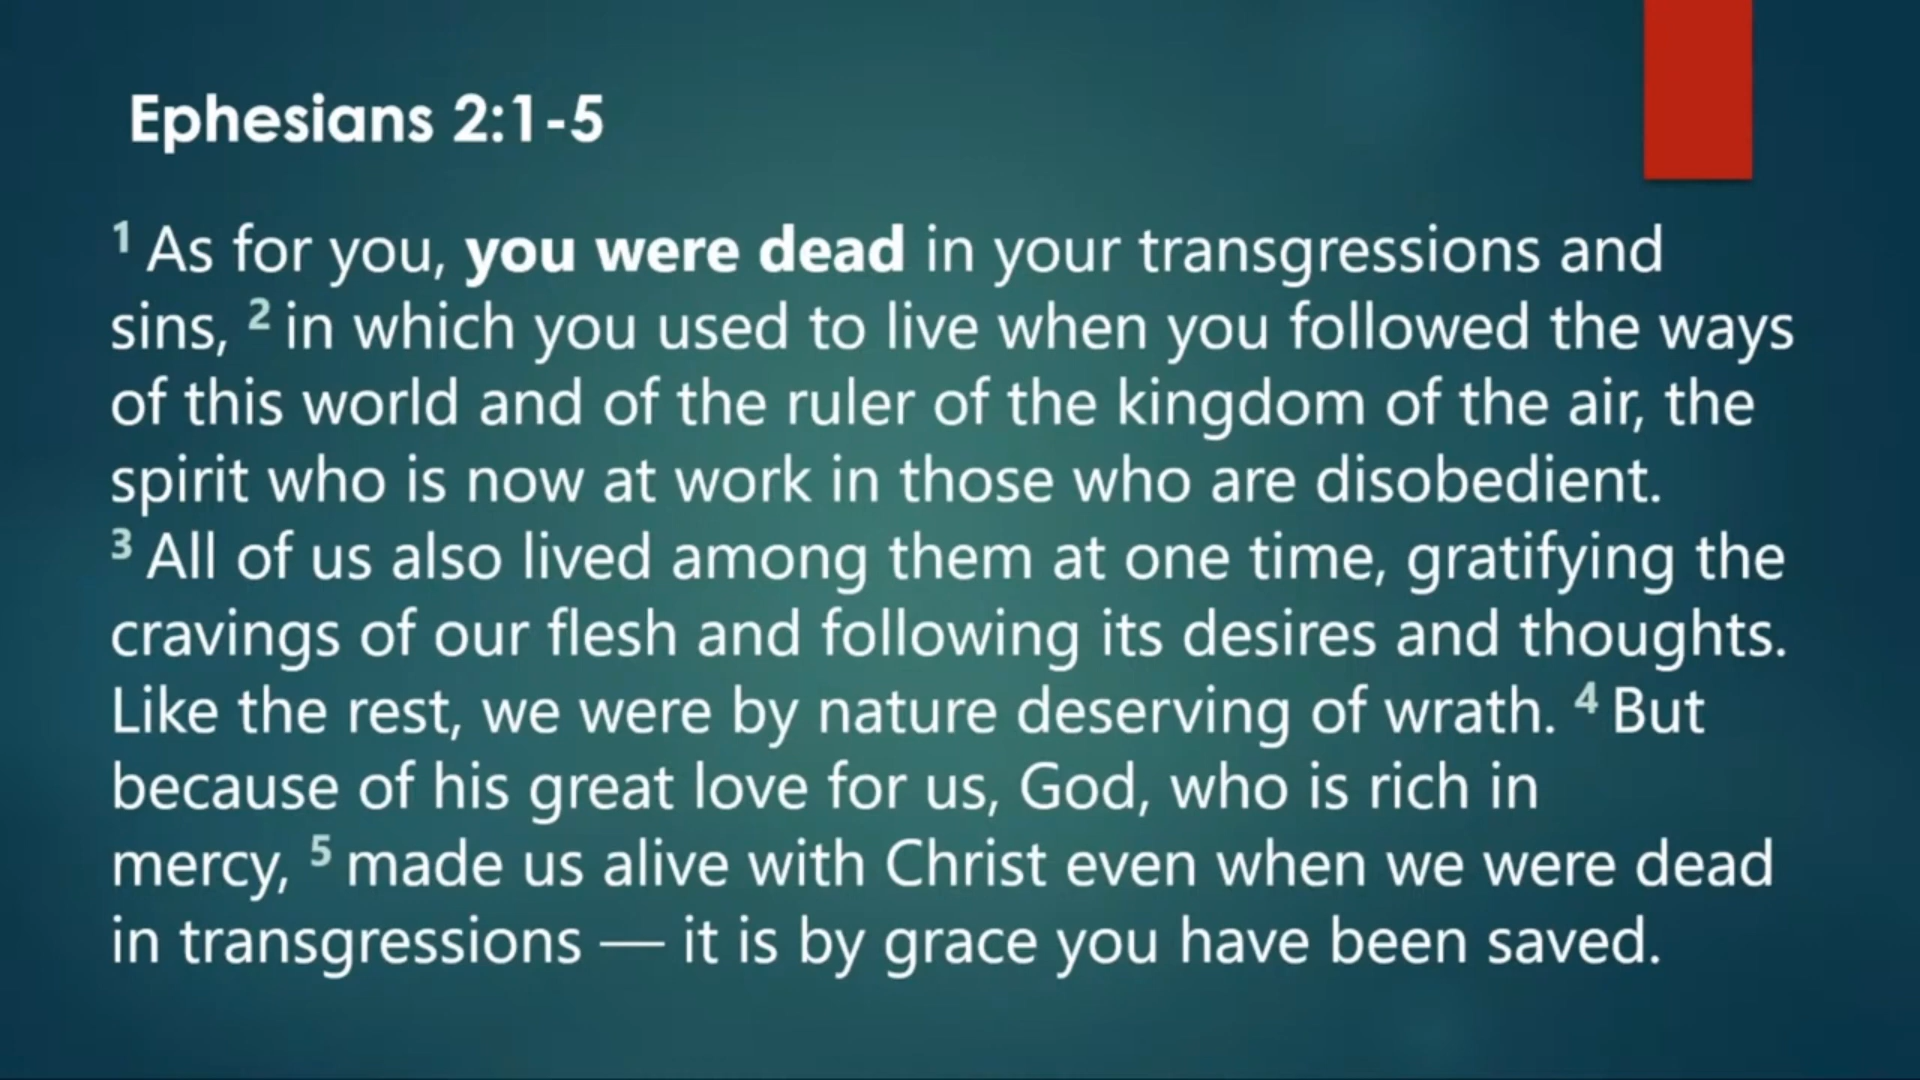 Ephesians 2:1-5
1 As for you, you were dead in your transgressions and
sins, 2 in which you used to live when you followed the ways
of this world and of the ruler of the kingdom of the air, the
spirit who is now at work in those who are disobedient.
3 All of us also lived among them at one time, gratifying the
cravings of our flesh and following its desires and thoughts.
Like the rest, we were by nature deserving of wrath. 4 But
because of his great love for us, God, who is rich in
mercy, 5 made us alive with Christ even when we were dead
in transgressions — it is by grace you have been saved.